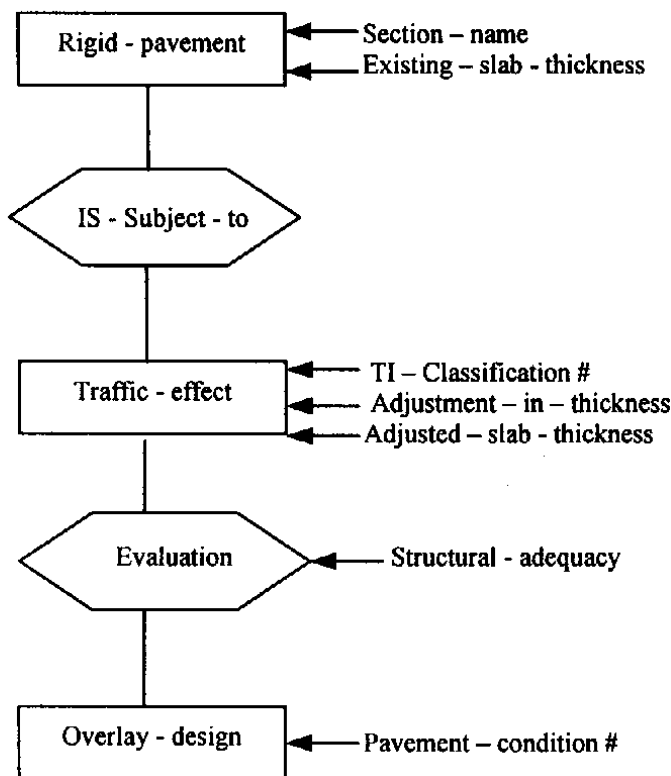 Rigid - pavement
Section – name
Existing – slab - thickness
IS - Subject - to
Traffic - effect
TI – Classification #
Adjustment – in – thickness
Adjusted – slab - thickness
Evaluation
Structural - adequacy
Overlay - design
Pavement – condition #